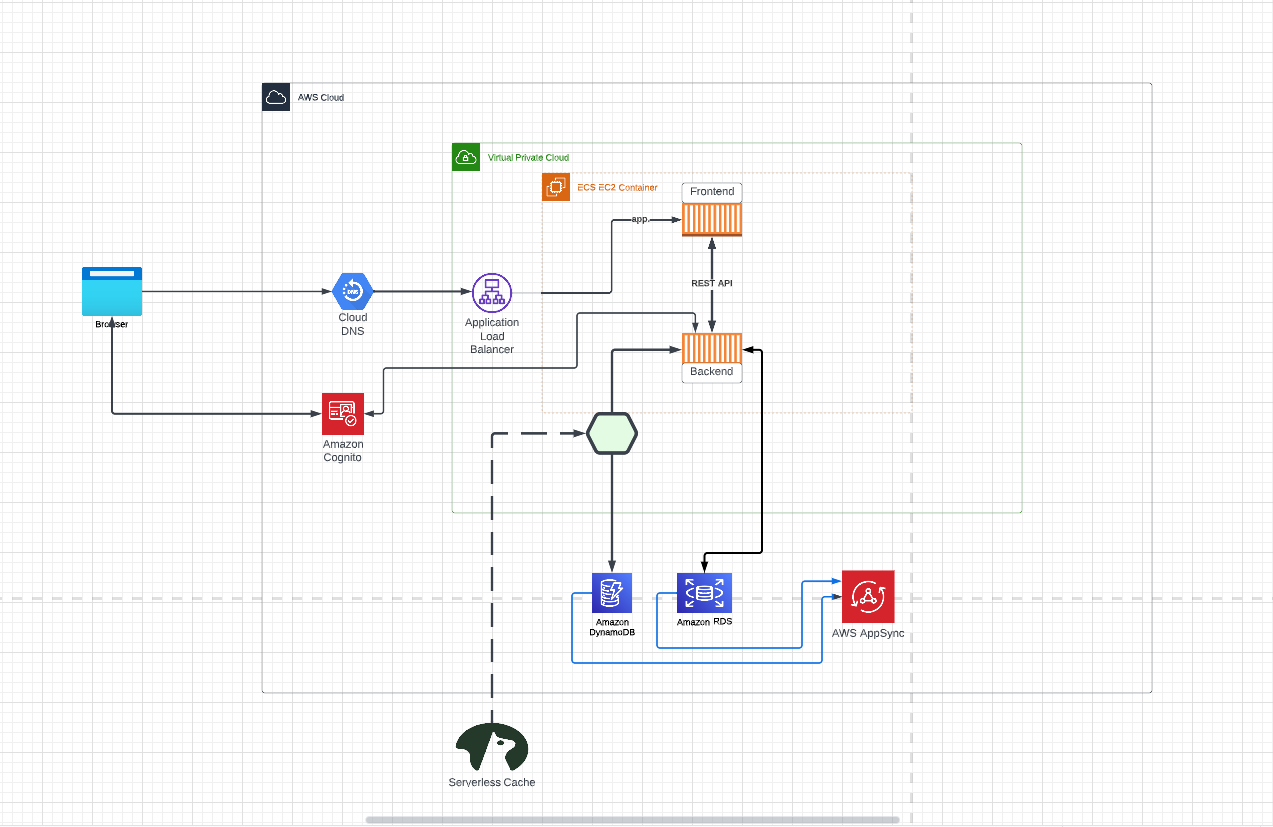 AWS Cloud
Virtual Private Cloud
ECS EC2 Container
Frontend
app.
REST API
DNS
Browser
Cloud
DNS
Application
Load
Balancer
Backend
Amazon
Cognito
Amazon
DynamoDB
Amazon RDS
AWS AppSync
Serverless Cache